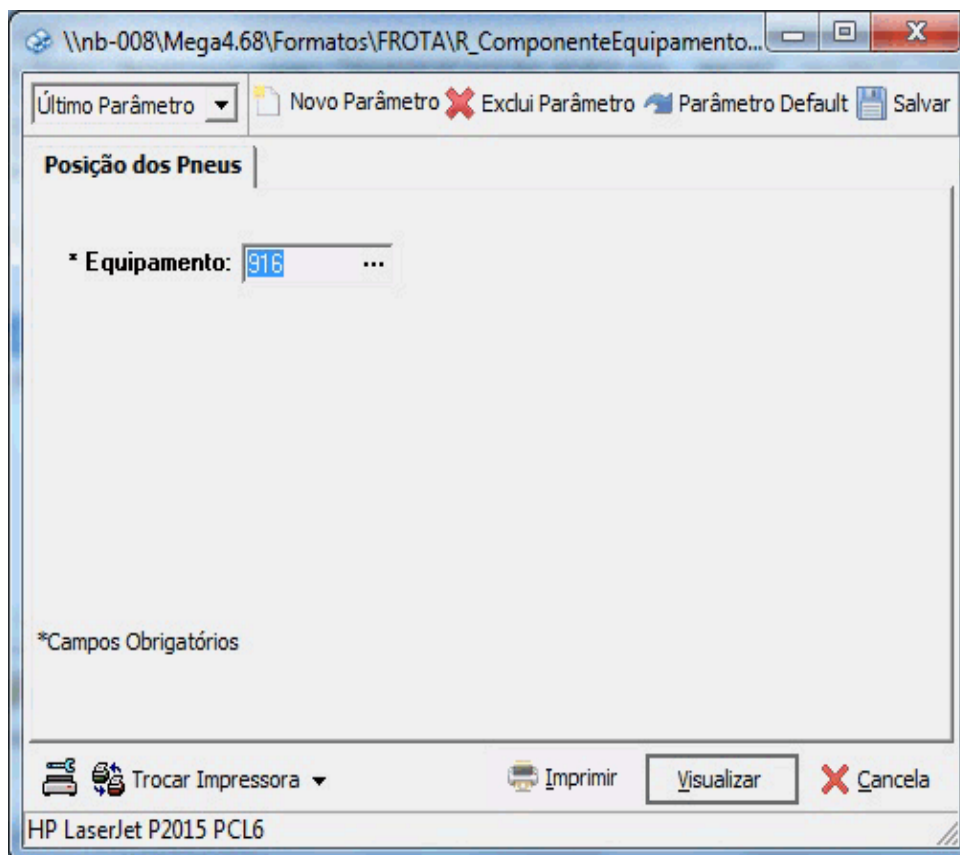 \\nb-008\Mega4.68\Formatos\FROTA\R_ComponenteEquipamento...
Último Parâmetro Novo Parâmetro Exclui Parâmetro Parâmetro Default Salvar
Posição dos Pneus
* Equipamento: 916 ...
*Campos Obrigatórios
Trocar Impressora Imprimir Visualizar Cancela
HP LaserJet P2015 PCL6